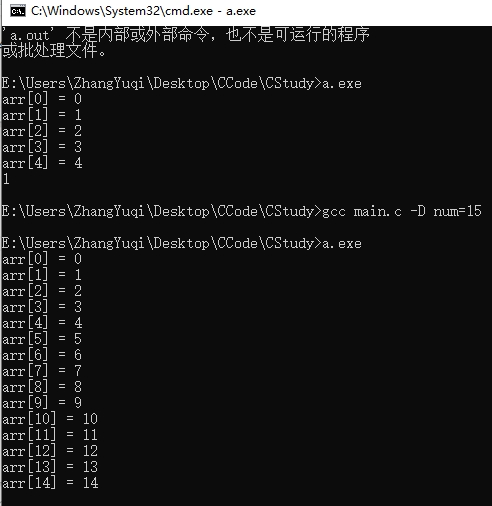 C:\Windows\System32\cmd.exe - a.exe
'a.out' 不是内部或外部命令，也不是可运行的程序
或批处理文件。
E:\Users\ZhangYuqi\Desktop\CCode\CStudy>a.exe
arr[0] = 0
arr[1] = 1
arr[2] = 2
arr[3] = 3
arr[4] = 4
1
E:\Users\ZhangYuqi\Desktop\CCode\CStudy>gcc main.c -D num=15
E:\Users\ZhangYuqi\Desktop\CCode\CStudy>a.exe
arr[0] = 0
arr[1] = 1
arr[2] = 2
arr[3] = 3
arr[4] = 4
arr[5] = 5
arr[6] = 6
arr[7] = 7
arr[8] = 8
arr[9] = 9
arr[10] = 10
arr[11] = 11
arr[12] = 12
arr[13] = 13
arr[14] = 14